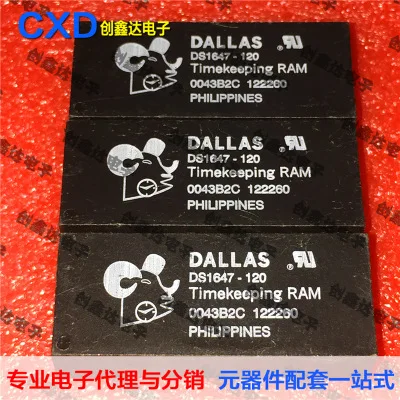 CXD 创鑫达电子
DALLAS
DS1647-120
Timekeeping RAM
0043B2C 122260
PHILIPPINES
DALLAS
DS1647-120
Timekeeping RAM
0043B2C 122260
PHILIPPINES
DALLAS
DS1647-120
Timekeeping RAM
0043B2C 122260
PHILIPPINES
专业电子代理与分销 元器件配套一站式